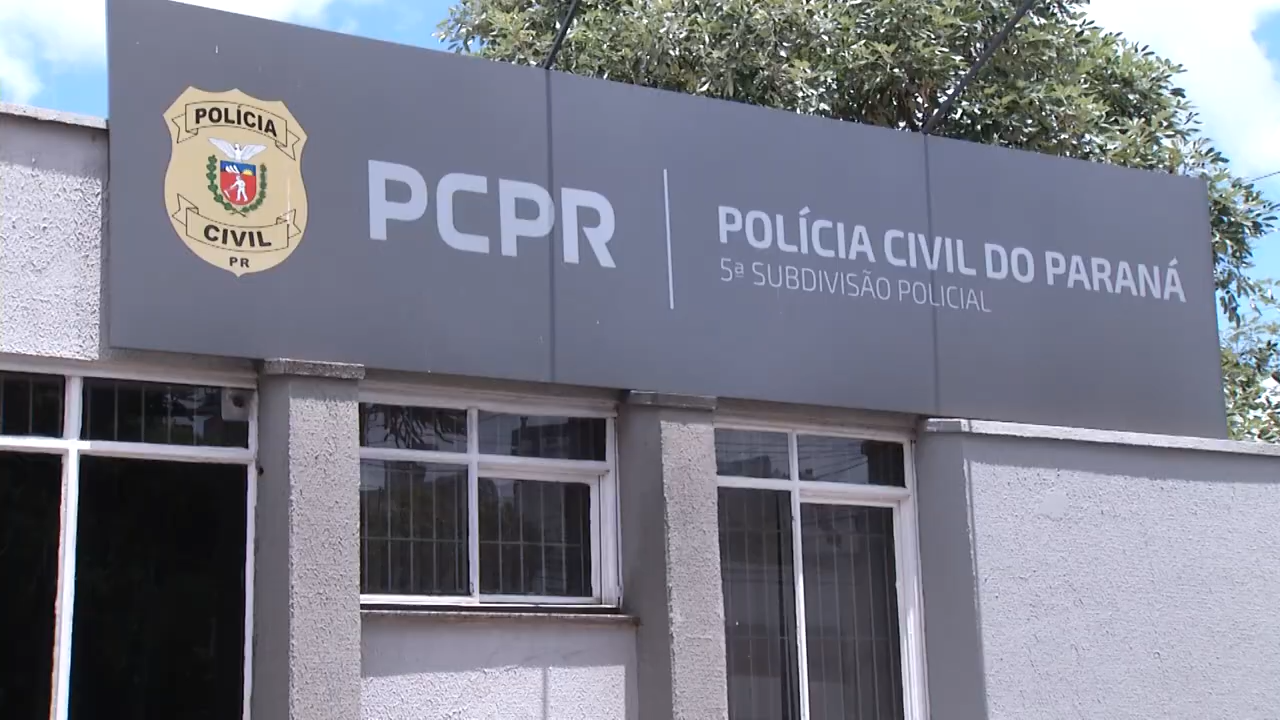 POLÍCIA
CIVIL
PR
PCPR
POLÍCIA CIVIL DO PARANÁ
5ª SUBDIVISÃO POLICIAL